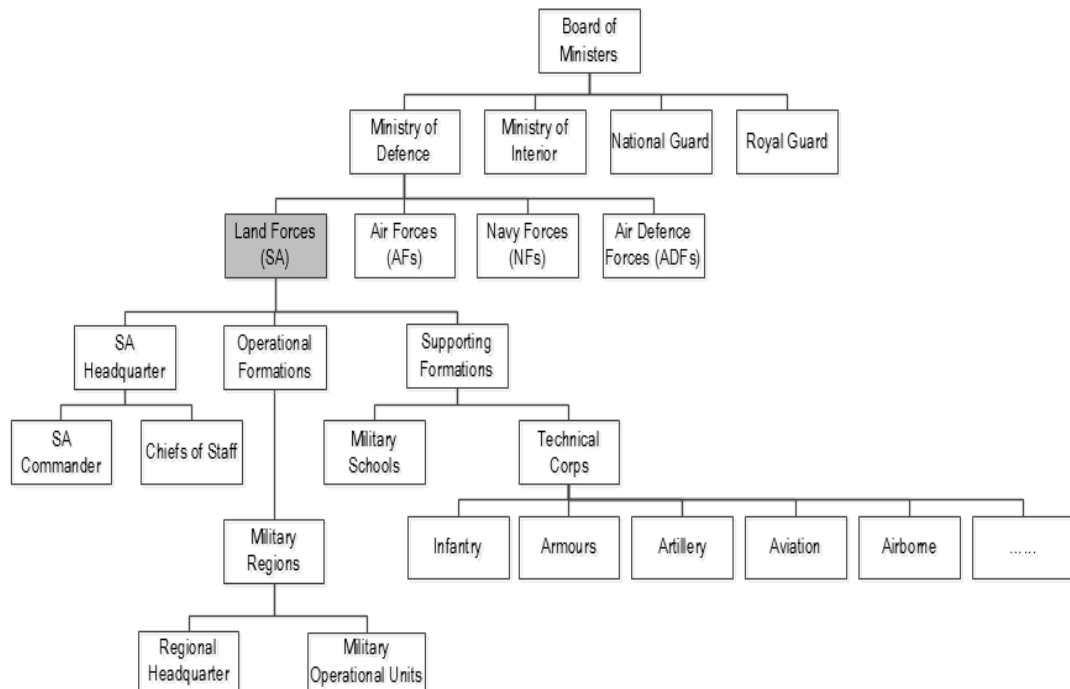 Board of
Ministers
Ministry of
Defence
Ministry of
Interior
National Guard
Royal Guard
Land Forces
(SA)
Air Forces
(AFs)
Navy Forces
(NFs)
Air Defence
Forces (ADFs)
SA
Headquarter
Operational
Formations
Supporting
Formations
SA
Commander
Chiefs of Staff
Military
Schools
Technical
Corps
Military
Regions
Infantry
Armours
Artillery
Aviation
Airborne
......
Regional
Headquarter
Military
Operational Units